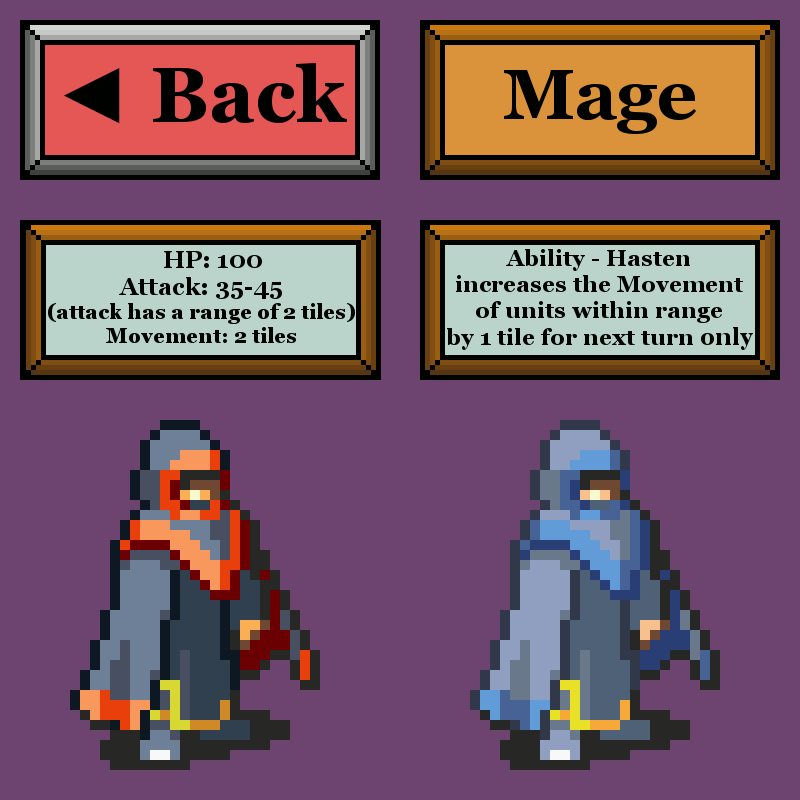 ◀ Back
Mage
HP: 100
Attack: 35-45
(attack has a range of 2 tiles)
Movement: 2 tiles
Ability - Hasten
increases the Movement
of units within range
by 1 tile for next turn only